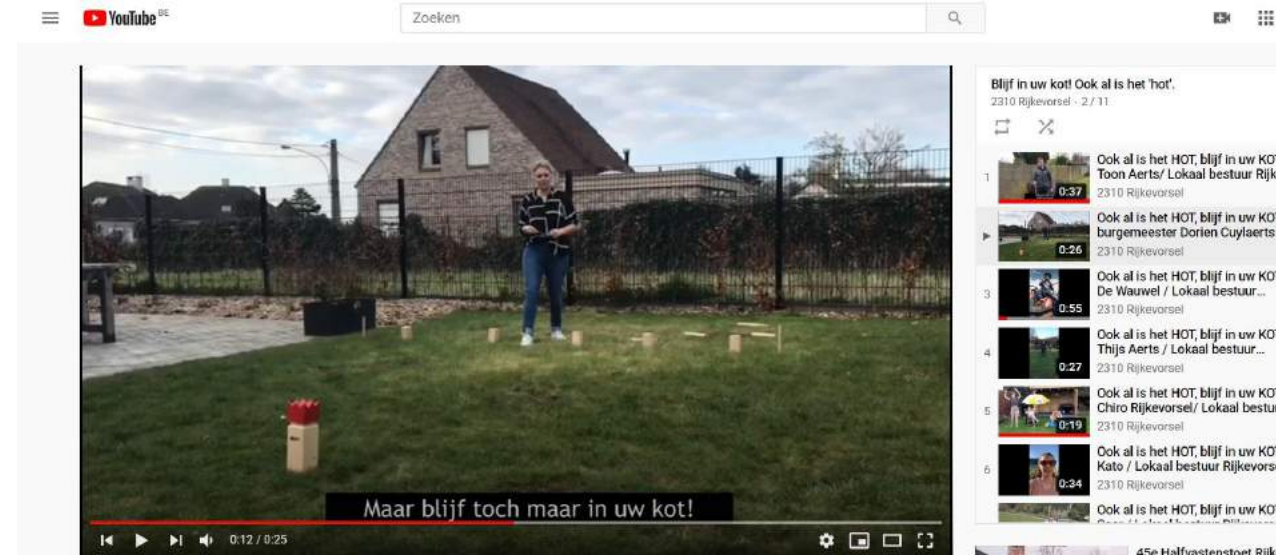 YouTube BE
Zoeken
Maar blijf toch maar in uw kot!
0:12 / 0:25
Blijf in uw kot! Ook al is het 'hot'.
2310 Rijkevorsel - 2 / 11
1
Ook al is het HOT, blijf in uw KOT
Toon Aerts/ Lokaal bestuur Rijk
0:37
2310 Rijkevorsel
Ook al is het HOT, blijf in uw KOT
burgemeester Dorien Cuylaerts
0:26
2310 Rijkevorsel
3
Ook al is het HOT, blijf in uw KOT
De Wauwel / Lokaal bestuur...
0:55
2310 Rijkevorsel
4
Ook al is het HOT, blijf in uw KOT
Thijs Aerts / Lokaal bestuur...
0:27
2310 Rijkevorsel
5
Ook al is het HOT, blijf in uw KOT
Chiro Rijkevorsel/ Lokaal bestu
0:19
2310 Rijkevorsel
6
Ook al is het HOT, blijf in uw KOT
Kato / Lokaal bestuur Rijkevors
0:34
2310 Rijkevorsel
Ook al is het HOT, blijf in uw KOT
45e Halfvastenstoet Rijk